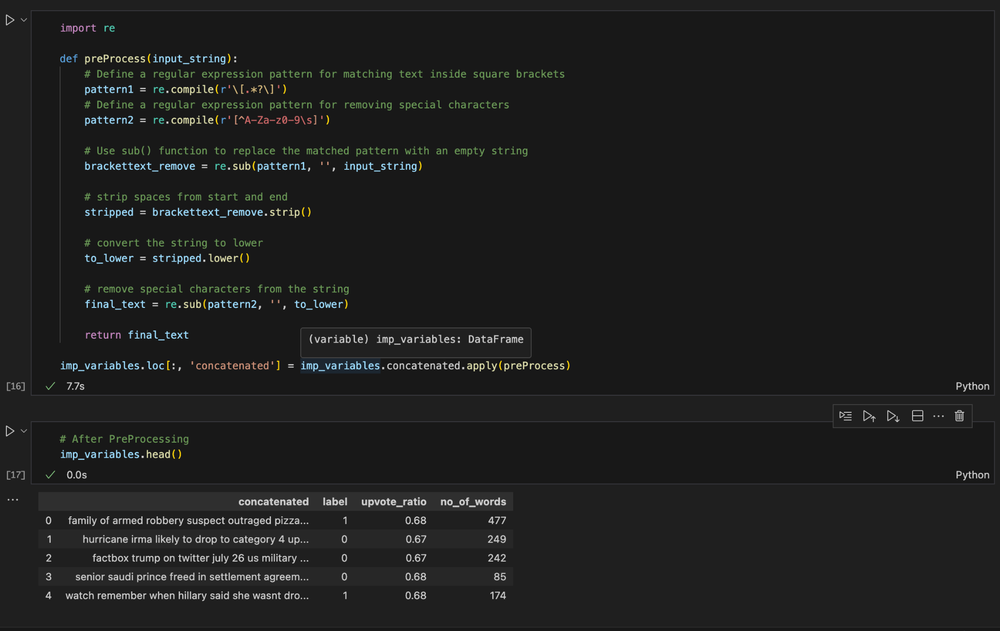 import re
def preProcess(input_string):
# Define a regular expression pattern for matching text inside square brackets
pattern1 = re.compile(r'\[.*?\]')
# Define a regular expression pattern for removing special characters
pattern2 = re.compile(r'[^A-Za-z0-9\s]')
# Use sub() function to replace the matched pattern with an empty string
brackettext_remove = re.sub(pattern1, '', input_string)
# strip spaces from start and end
stripped = brackettext_remove.strip()
# convert the string to lower
to_lower = stripped.lower()
# remove special characters from the string
final_text = re.sub(pattern2, '', to_lower)
return final_text
(variable) imp_variables: DataFrame
imp_variables.loc[:, 'concatenated'] = imp_variables.concatenated.apply(preProcess)
[16] ✓ 7.7s Python
# After PreProcessing
imp_variables.head()
[17] ✓ 0.0s Python
... concatenated label upvote_ratio no_of_words
0 family of armed robbery suspect outraged pizza... 1 0.68 477
1 hurricane irma likely to drop to category 4 up... 0 0.67 249
2 factbox trump on twitter july 26 us military ... 0 0.67 242
3 senior saudi prince freed in settlement agreem... 0 0.68 85
4 watch remember when hillary said she wasnt dro... 1 0.68 174